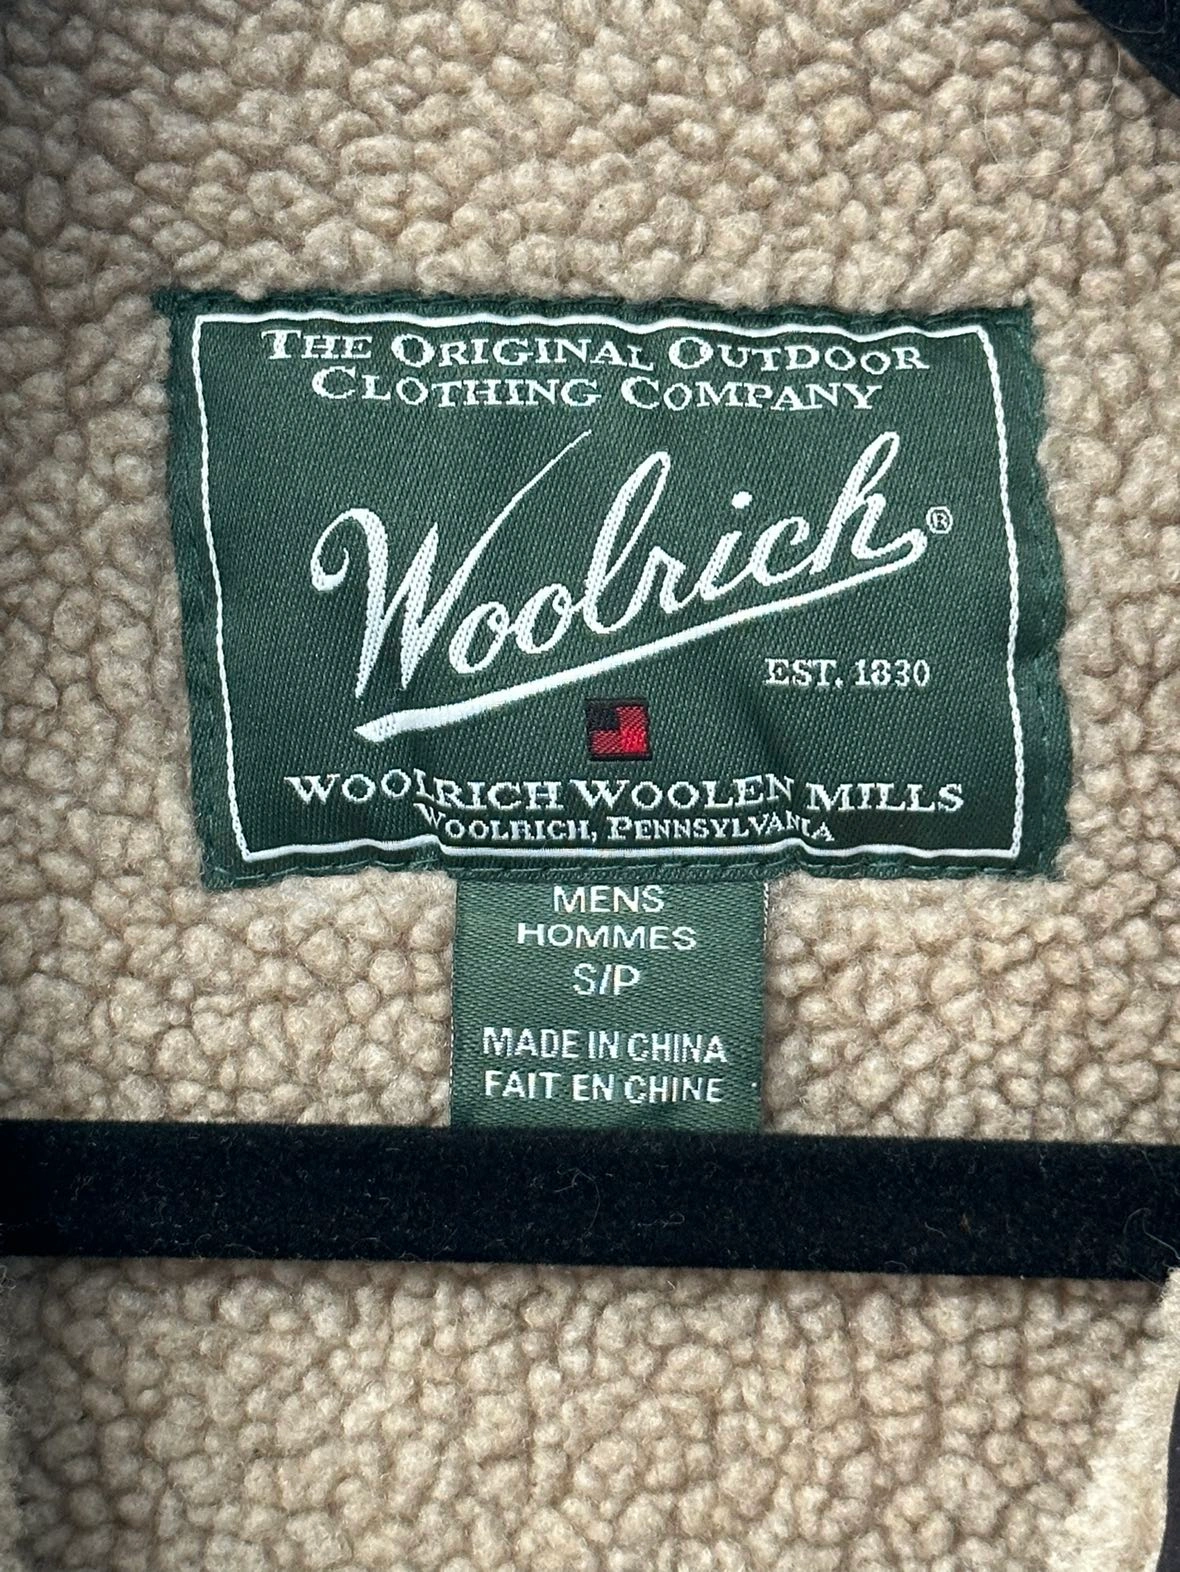 THE ORIGINAL OUTDOOR
CLOTHING COMPANY
Woolrich®
EST. 1830
WOOLRICH WOOLEN MILLS
WOOLRICH, PENNSYLVANIA
MENS
HOMMES
S/P
MADE IN CHINA
FAIT EN CHINE